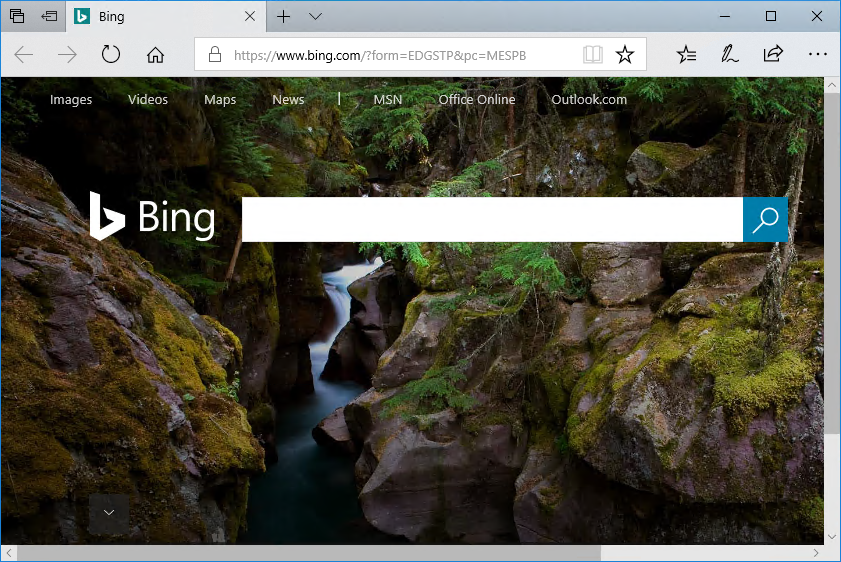 Bing
https://www.bing.com/?form=EDGSTP&pc=MESPB
Images Videos Maps News | MSN Office Online Outlook.com
Bing